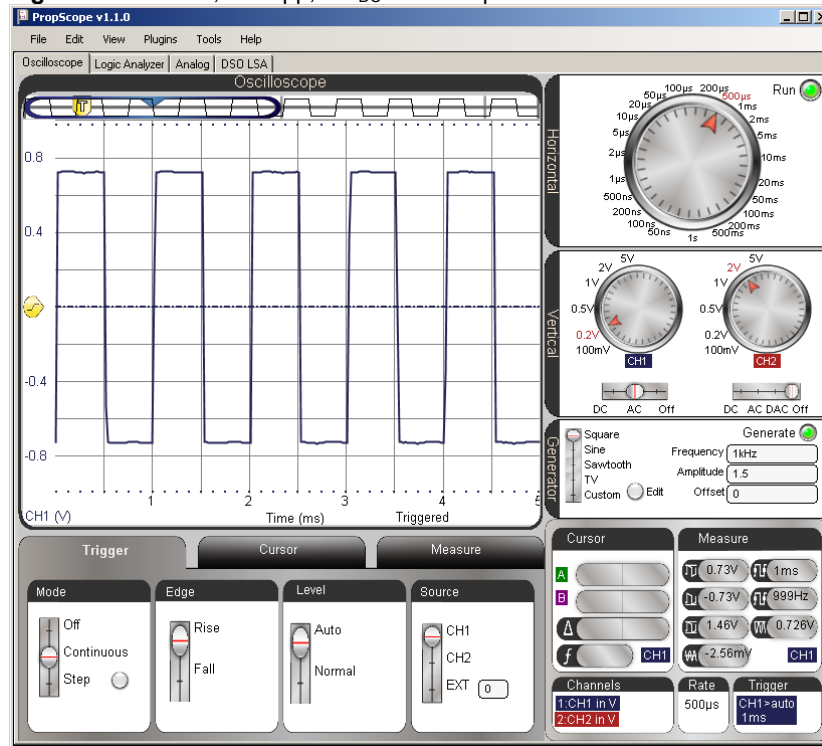 PropScope v1.1.0
File Edit View Plugins Tools Help
Oscilloscope Logic Analyzer Analog DSO LSA
Oscilloscope
T
0.8
0.4
-0.4
-0.8
1 2 3 4 5
CH1 (V) Time (ms) Triggered
Horizontal
Run
50ns 100ns 200ns 500ns 1µs 2µs 5µs 10µs 20µs 50µs 100µs 200µs 500µs 1ms 2ms 5ms 10ms 20ms 50ms 100ms 200ms 500ms 1s
Vertical
100mV 0.2V 0.5V 1V 2V 5V
CH1
DC AC Off
100mV 0.2V 1V 2V 5V
CH2
DC AC DAC Off
Generator
Square
Sine
Sawtooth
TV
Custom Edit
Generate
Frequency 1kHz
Amplitude 1.5
Offset 0
Trigger Cursor Measure
Mode
Off
Continuous
Step
Edge
Rise
Fall
Level
Auto
Normal
Source
CH1
CH2
EXT 0
Cursor
A
B
Δ
f CH1
Measure
0.73V 1ms
-0.73V 999Hz
1.46V 0.726V
-2.56mV CH1
Channels
1:CH1 in V
2:CH2 in V
Rate
500µs
Trigger
CH1>auto
1ms